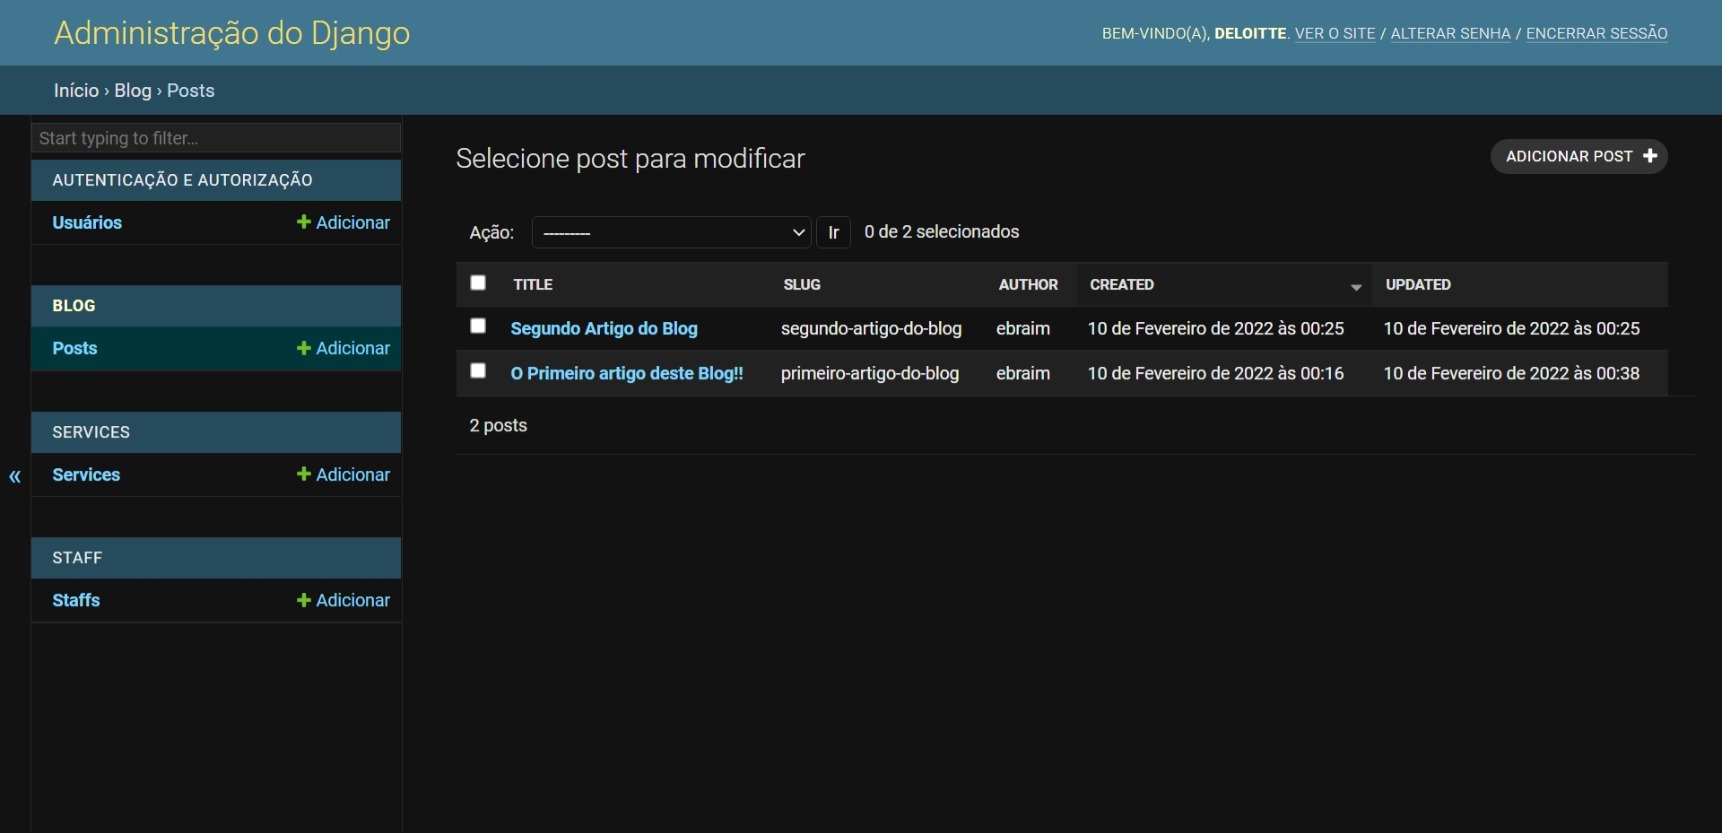 Administração do Django
BEM-VINDO(A), DELOITTE. VER O SITE / ALTERAR SENHA / ENCERRAR SESSÃO
Início › Blog › Posts
Start typing to filter...
AUTENTICAÇÃO E AUTORIZAÇÃO
Usuários + Adicionar
BLOG
Posts + Adicionar
SERVICES
Services + Adicionar
«
STAFF
Staffs + Adicionar
Selecione post para modificar
ADICIONAR POST +
Ação: --------- Ir 0 de 2 selecionados
TITLE SLUG AUTHOR CREATED UPDATED
Segundo Artigo do Blog segundo-artigo-do-blog ebraim 10 de Fevereiro de 2022 às 00:25 10 de Fevereiro de 2022 às 00:25
O Primeiro artigo deste Blog!! primeiro-artigo-do-blog ebraim 10 de Fevereiro de 2022 às 00:16 10 de Fevereiro de 2022 às 00:38
2 posts